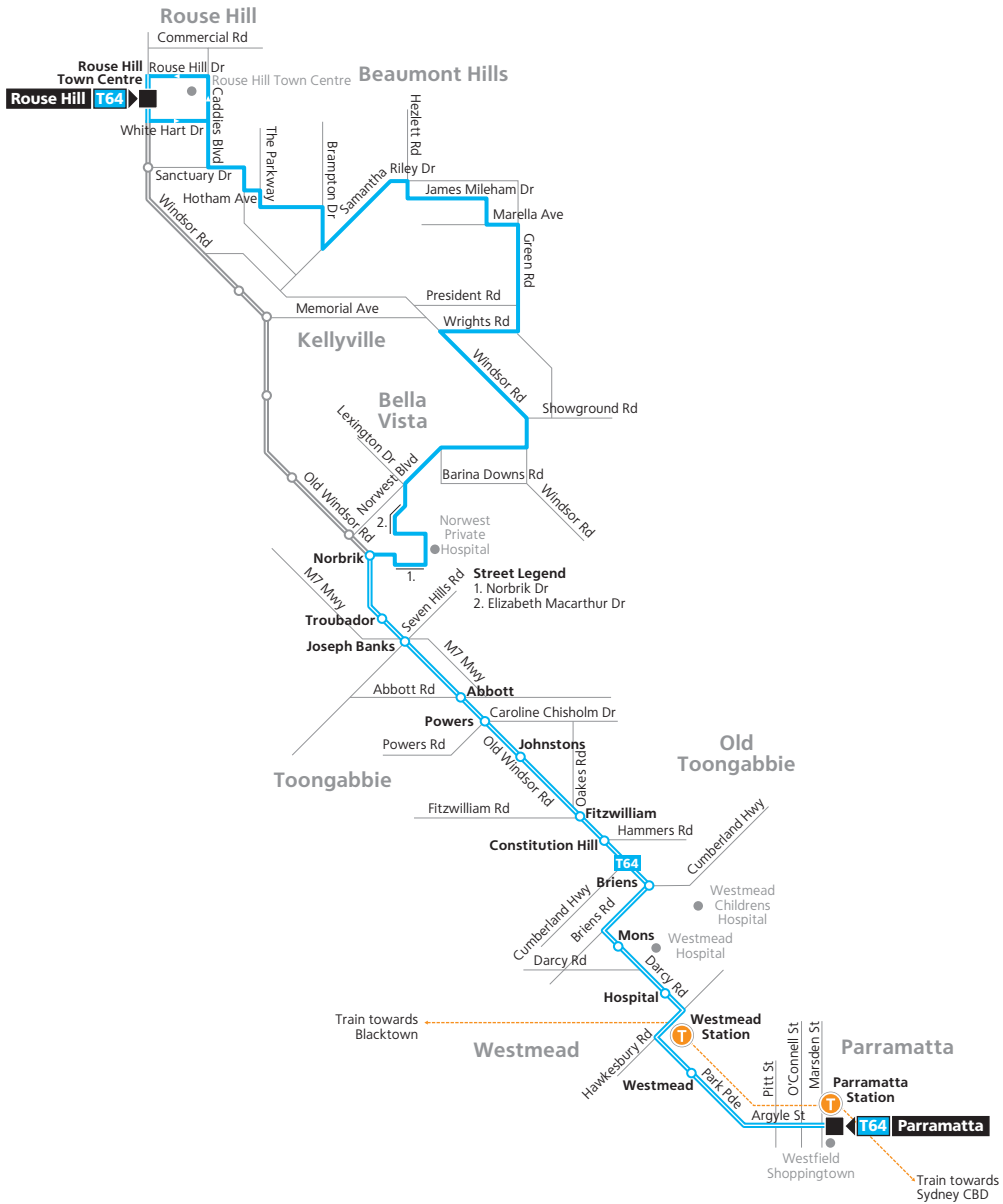 Rouse Hill
Commercial Rd
Rouse Hill
Town Centre
Rouse Hill Dr
Rouse Hill Town Centre
Beaumont Hills
Rouse Hill T64
White Hart Dr
Caddies Blvd
The Parkway
Brampton Dr
Hezlett Rd
Sanctuary Dr
Hotham Ave
Samantha
Riley Dr
James Mileham Dr
Marella Ave
Windsor Rd
Green Rd
President Rd
Memorial Ave
Wrights Rd
Kellyville
Windsor Rd
Bella
Vista
Showground Rd
Lexington Dr
Norwest Blvd
Barina Downs Rd
Windsor Rd
Old Windsor Rd
2.
Norwest
Private
Hospital
Norbrik
1.
Street Legend
1. Norbrik Dr
2. Elizabeth Macarthur Dr
M7 Mwy
Seven Hills Rd
Troubador
Joseph Banks
M7 Mwy
Abbott Rd
Abbott
Powers
Caroline Chisholm Dr
Powers Rd
Johnstons
Old
Toongabbie
Toongabbie
Old Windsor Rd
Oakes Rd
Fitzwilliam Rd
Fitzwilliam
Hammers Rd
Constitution Hill
Cumberland Hwy
T64
Briens
Westmead
Childrens
Hospital
Cumberland Hwy
Briens Rd
Mons
Westmead
Hospital
Darcy Rd
Darcy Rd
Hospital
Train towards
Blacktown
Westmead
Station
T
Westmead
Hawkesbury Rd
Westmead
Park Pde
Pitt St
O'Connell St
Marsden St
Parramatta
Parramatta
Station
T
Argyle St
T64 Parramatta
Westfield
Shoppingtown
Train towards
Sydney CBD